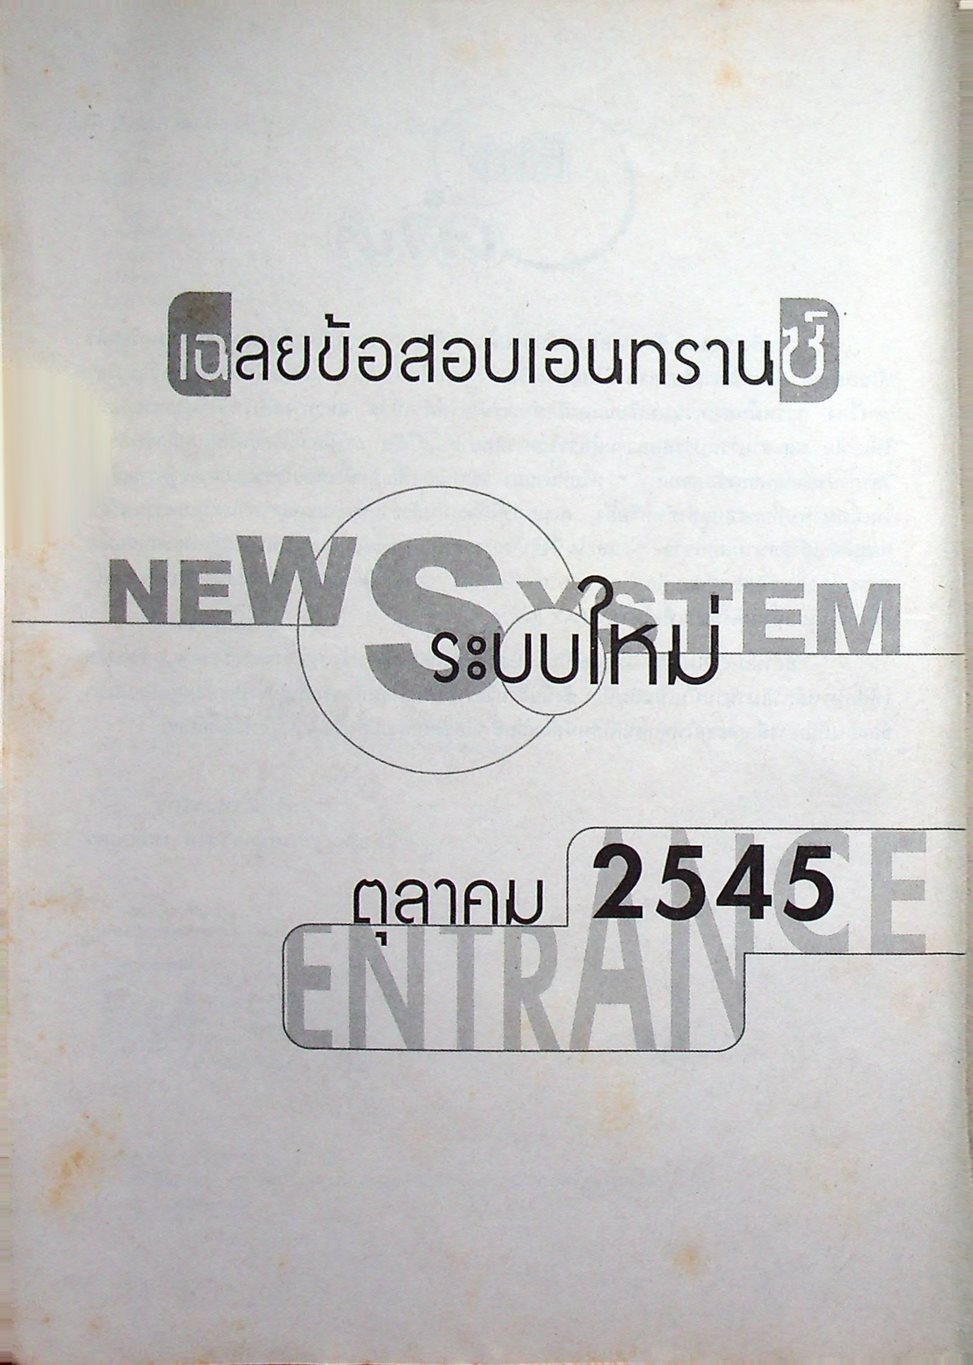 เฉลยข้อสอบเอนทรานซ์
NEW SYSTEM
ระบบใหม่
ตุลาคม 2545
ENTRANCE